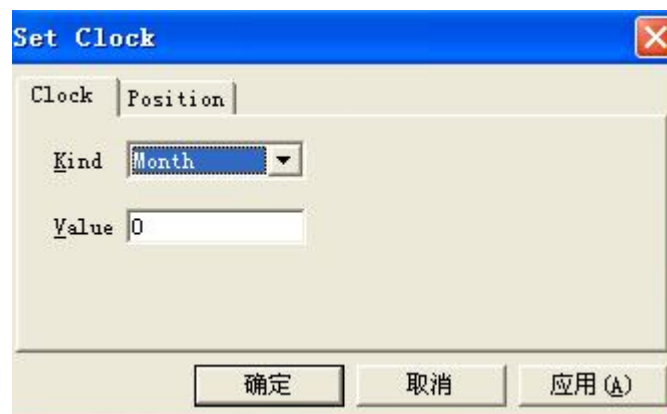 Set Clock
Clock Position
Kind Month
Value 0
确定 取消 应用(A)